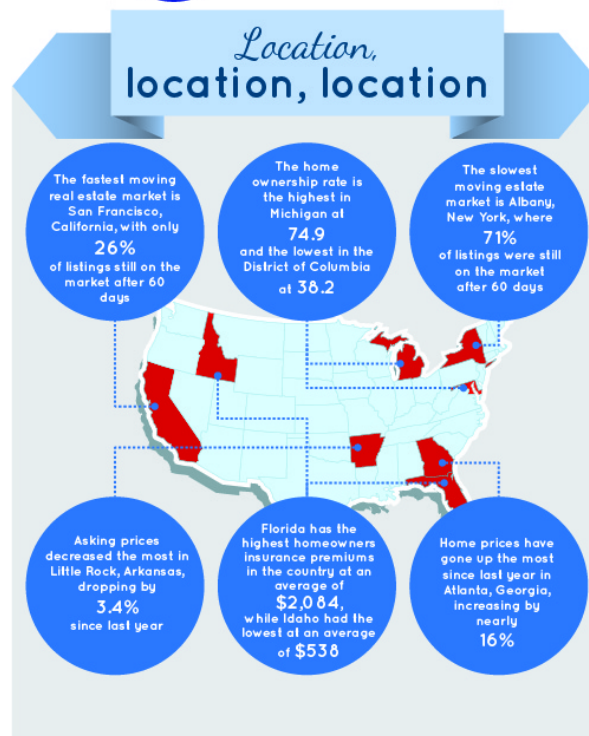 Location,
location, location
The fastest moving
real estate market is
San Francisco,
California, with only
26%
of listings still on the
market after 60
days
The home
ownership rate is
the highest in
Michigan at
74.9
and the lowest in the
District of Columbia
at 38.2
The slowest
moving estate
market is Albany,
New York, where
71%
of listings were still
on the market
after 60 days
Asking prices
decreased the most in
Little Rock, Arkansas,
dropping by
3.4%
since last year
Florida has the
highest homeowners
insurance premiums
in the country at an
average of
$2,084,
while Idaho had the
lowest at an average
of $538
Home prices have
gone up the most
since last year in
Atlanta, Georgia,
increasing by
nearly
16%